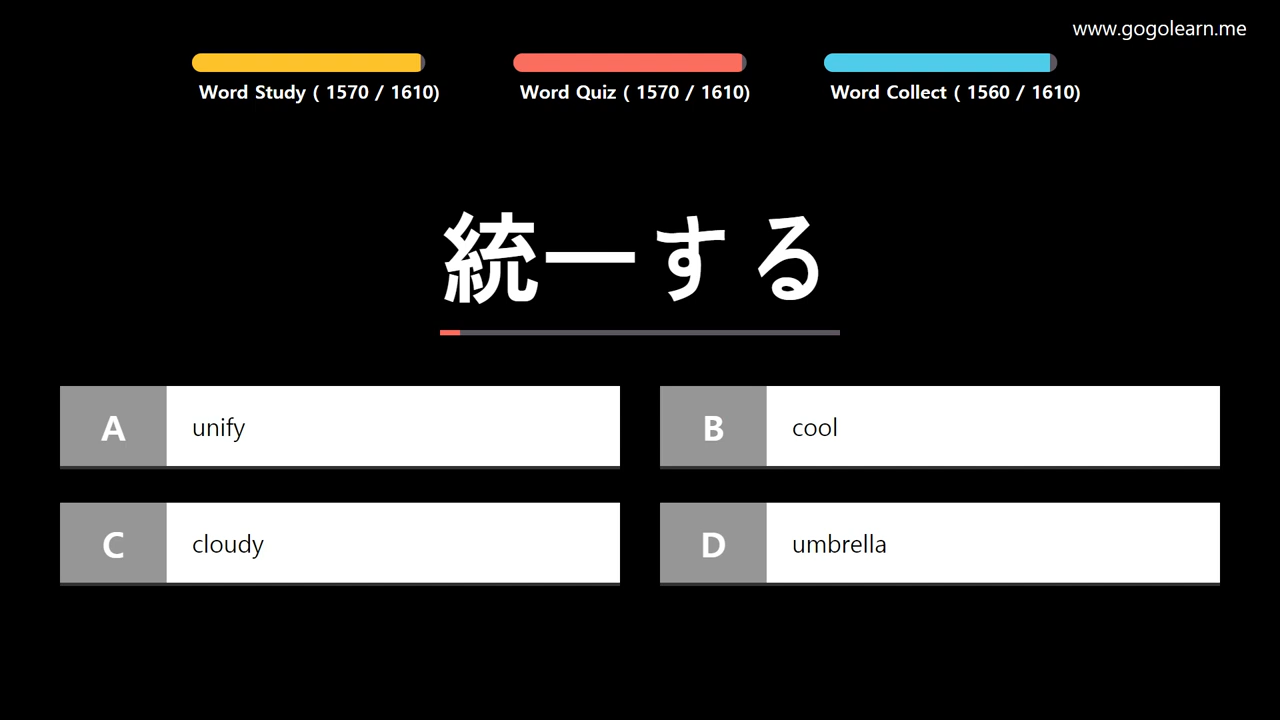 www.gogolearn.me
Word Study ( 1570 / 1610)
Word Quiz ( 1570 / 1610)
Word Collect ( 1560 / 1610)
統一する
A unify
B cool
C cloudy
D umbrella